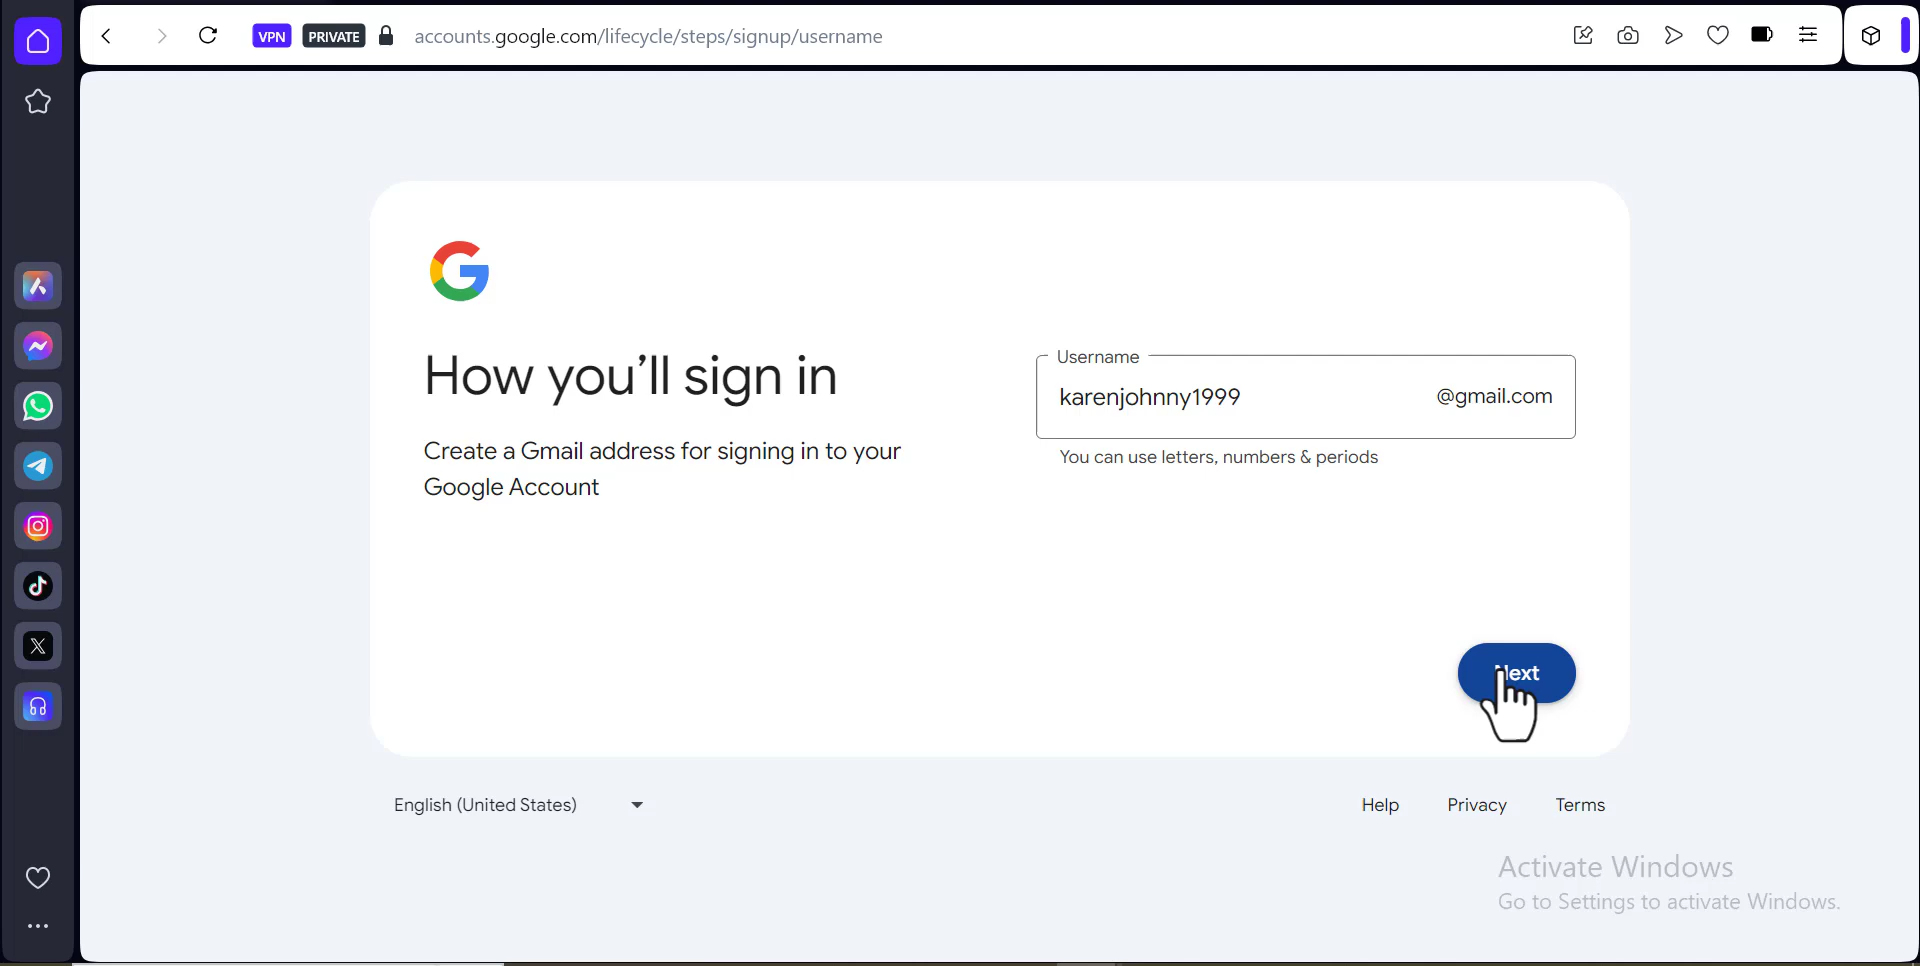 VPN PRIVATE accounts.google.com/lifecycle/steps/signup/username
How you’ll sign in
Create a Gmail address for signing in to your
Google Account
Username
karenjohnny1999 @gmail.com
You can use letters, numbers & periods
Next
English (United States)
Help Privacy Terms
Activate Windows
Go to Settings to activate Windows.